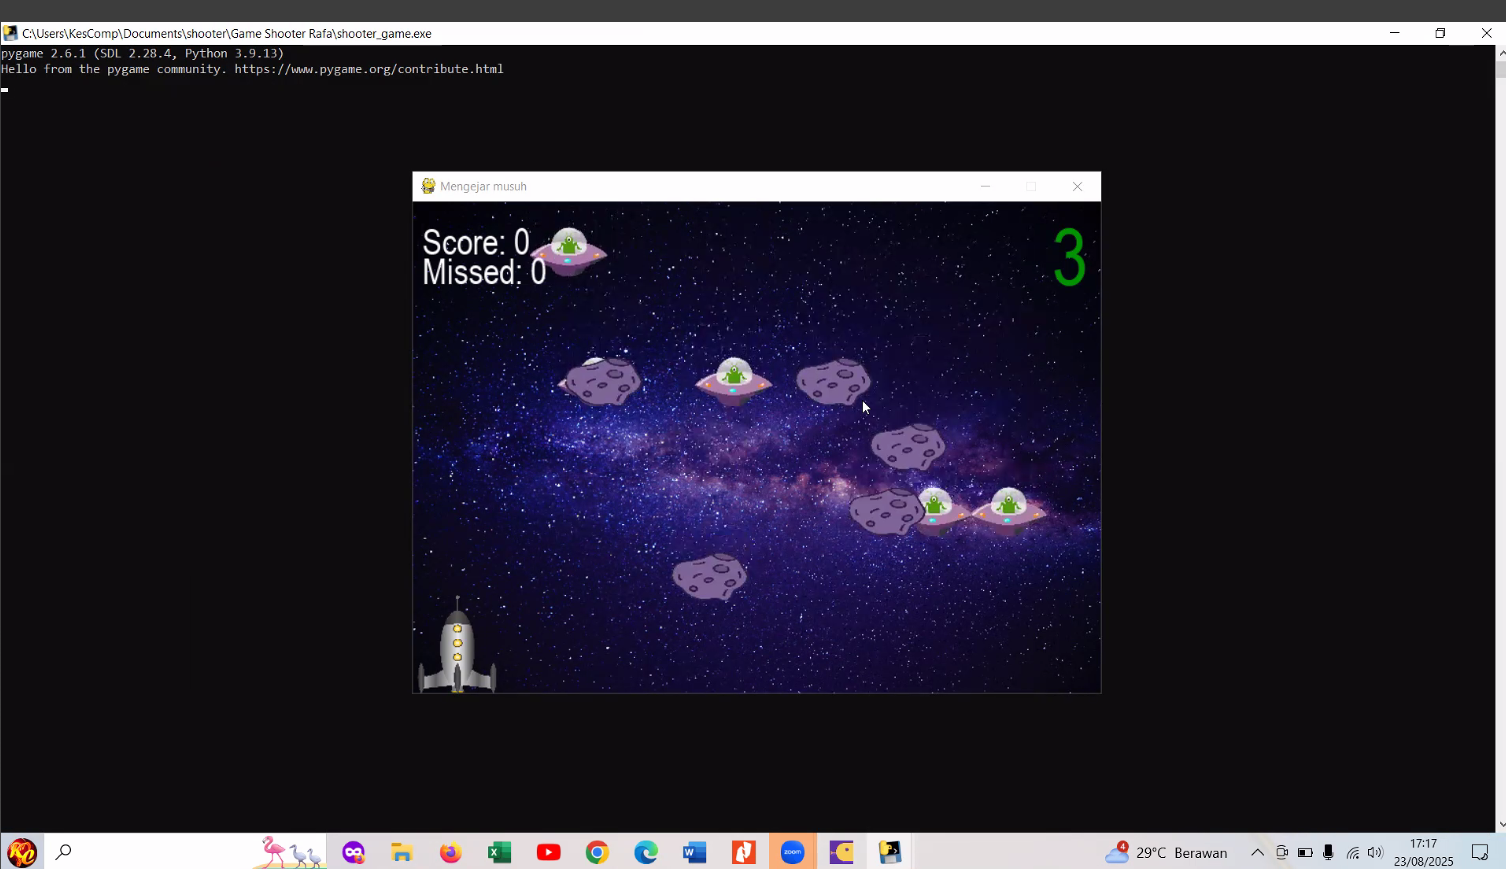 C:\Users\KesComp\Documents\shooter\Game Shooter Rafa\shooter_game.exe
pygame 2.6.1 (SDL 2.28.4, Python 3.9.13)
Hello from the pygame community. https://www.pygame.org/contribute.html
Mengejar musuh
Score: 0
Missed: 0
3
zoom
4
29°C Berawan
17:17
23/08/2025